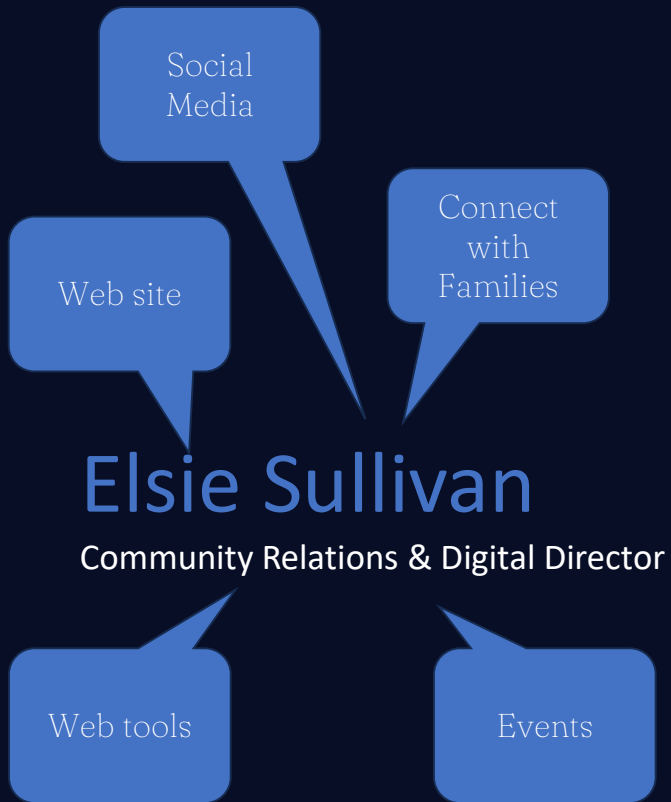 Social
Media
Connect
with
Families
Web site
Elsie Sullivan
Community Relations & Digital Director
Web tools
Events